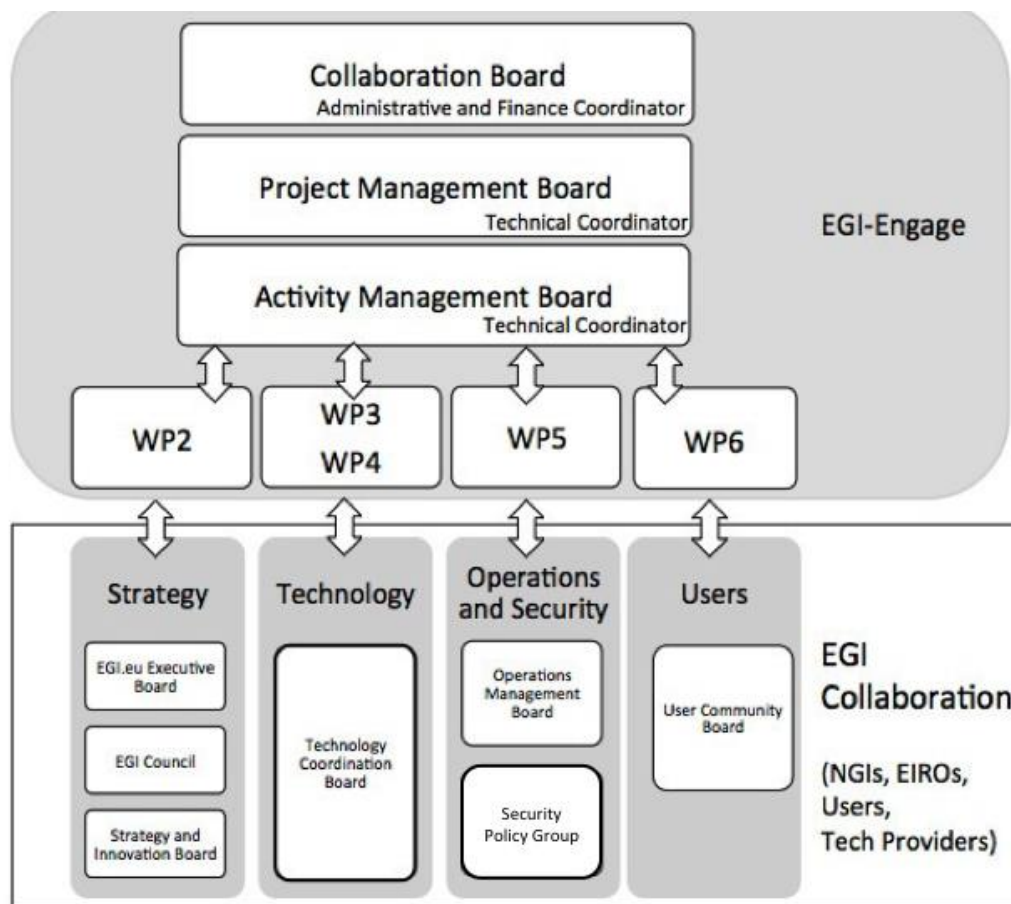 Collaboration Board
Administrative and Finance Coordinator
Project Management Board
Technical Coordinator
EGI-Engage
Activity Management Board
Technical Coordinator
WP2
WP3
WP4
WP5
WP6
Strategy
Technology
Operations
and Security
Users
EGI.eu Executive
Board
EGI Council
Strategy and
Innovation Board
Technology
Coordination
Board
Operations
Management
Board
Security
Policy Group
User Community
Board
EGI
Collaboration
(NGIs, EIROs,
Users,
Tech Providers)